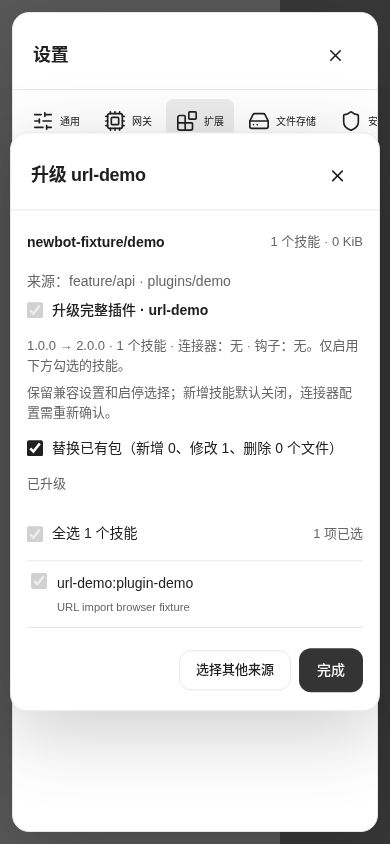 设置
通用
网关
扩展
文件存储
安
升级 url-demo
newbot-fixture/demo
1 个技能 · 0 KiB
来源：feature/api · plugins/demo
升级完整插件 · url-demo
1.0.0 → 2.0.0 · 1 个技能 · 连接器：无 · 钩子：无。仅启用
下方勾选的技能。
保留兼容设置和启停选择；新增技能默认关闭，连接器配
置需重新确认。
替换已有包（新增 0、修改 1、删除 0 个文件）
已升级
全选 1 个技能
1 项已选
url-demo:plugin-demo
URL import browser fixture
选择其他来源
完成